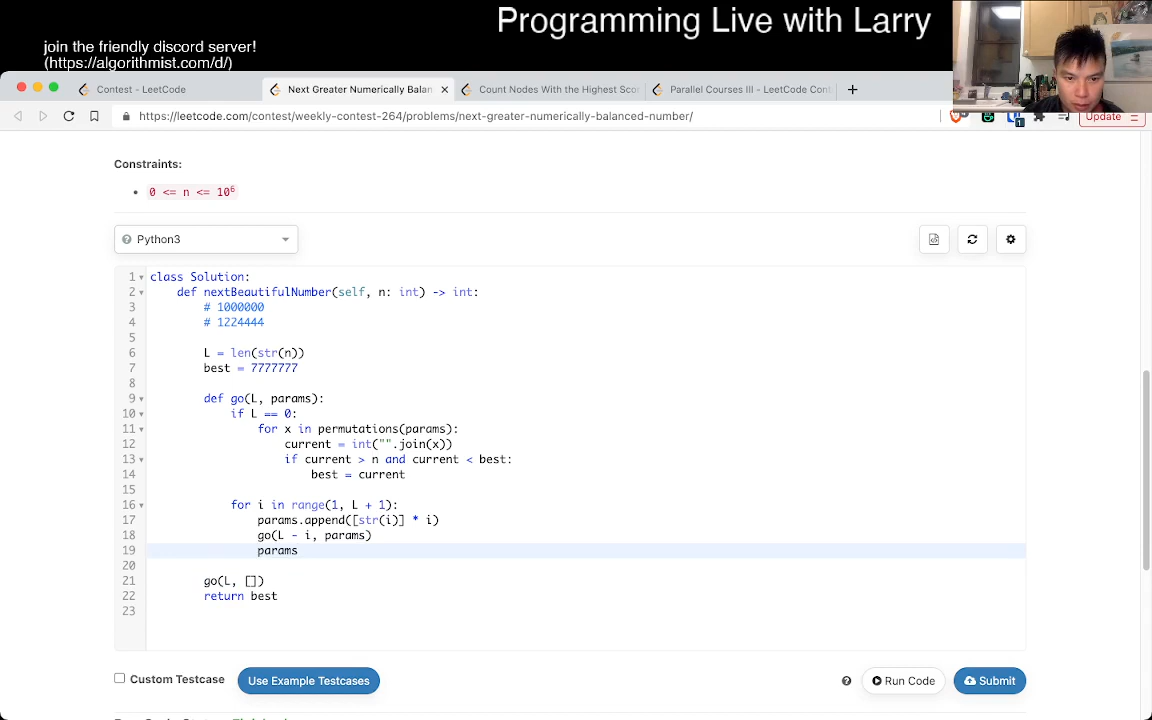 Programming Live with Larry
join the friendly discord server!
(https://algorithmist.com/d/)
Contest - LeetCode
Next Greater Numerically Balan
Count Nodes With the Highest Sco
Parallel Courses III - LeetCode Cont
https://leetcode.com/contest/weekly-contest-264/problems/next-greater-numerically-balanced-number/
Update
Constraints:
0 <= n <= 10⁶
Python3
1 class Solution:
2 def nextBeautifulNumber(self, n: int) -> int:
3 # 1000000
4 # 1224444
5
6 L = len(str(n))
7 best = 7777777
8
9 def go(L, params):
10 if L == 0:
11 for x in permutations(params):
12 current = int("".join(x))
13 if current > n and current < best:
14 best = current
15
16 for i in range(1, L + 1):
17 params.append([str(i)] * i)
18 go(L - i, params)
19 params
20
21 go(L, [])
22 return best
23
Custom Testcase
Use Example Testcases
Run Code
Submit